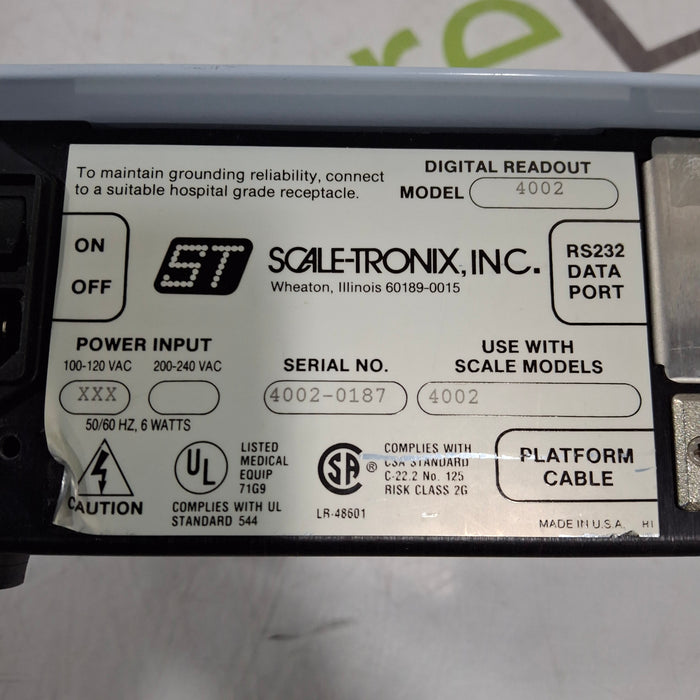 To maintain grounding reliability, connect
to a suitable hospital grade receptacle.
DIGITAL READOUT
MODEL 4002
ON
OFF
ST
SCALE-TRONIX, INC.
Wheaton, Illinois 60189-0015
RS232
DATA
PORT
POWER INPUT
100-120 VAC 200-240 VAC
XXX
50/60 HZ, 6 WATTS
SERIAL NO.
4002-0187
USE WITH
SCALE MODELS
4002
CAUTION
UL
LISTED
MEDICAL
EQUIP
71G9
COMPLIES WITH UL
STANDARD 544
SA ®
LR-48601
COMPLIES WITH
CSA STANDARD
C-22.2 No. 125
RISK CLASS 2G
PLATFORM
CABLE
MADE IN U.S.A. HI